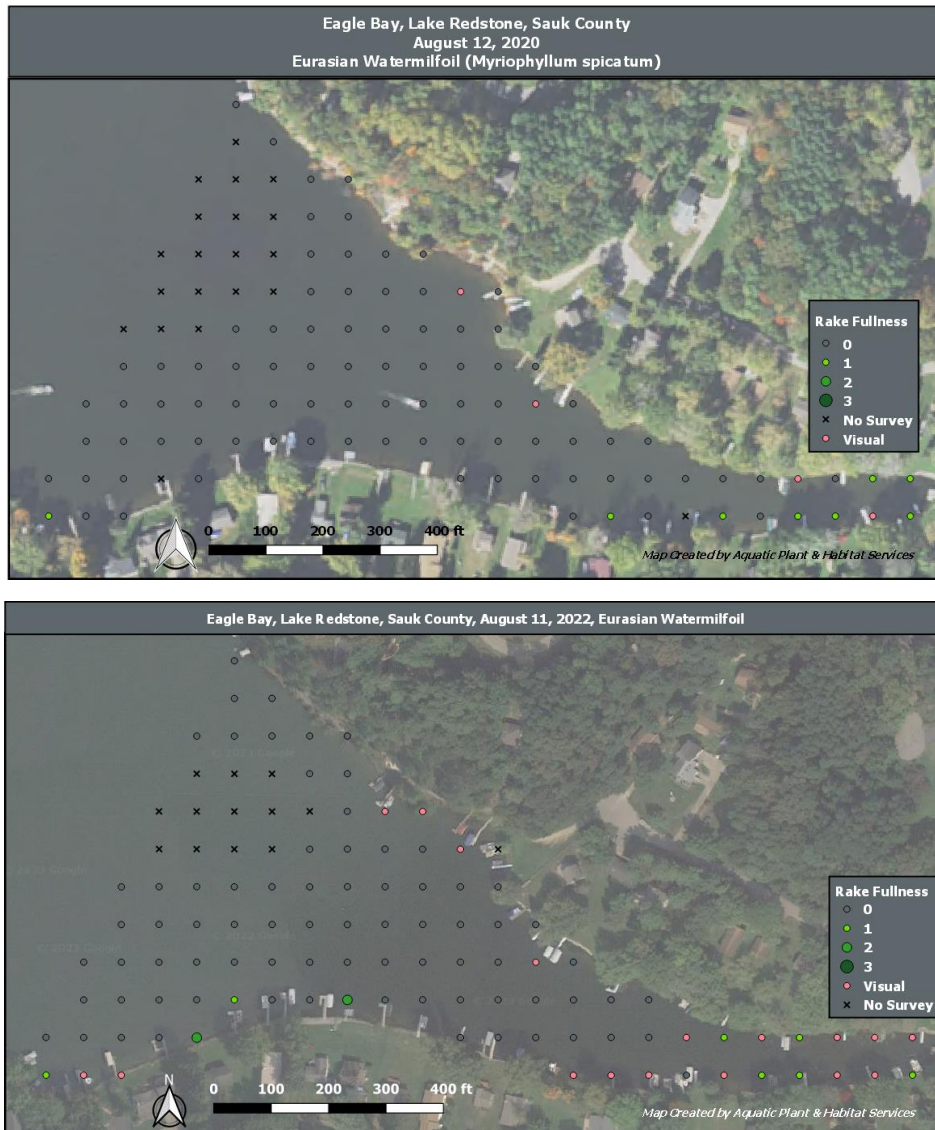 Eagle Bay, Lake Redstone, Sauk County
August 12, 2020
Eurasian Watermilfoil (Myriophyllum spicatum)
Rake Fullness
0
1
2
3
No Survey
Visual
0 100 200 300 400 ft
Map Created by Aquatic Plant & Habitat Services
Eagle Bay, Lake Redstone, Sauk County, August 11, 2022, Eurasian Watermilfoil
Rake Fullness
0
1
2
3
Visual
No Survey
N
0 100 200 300 400 ft
Map Created by Aquatic Plant & Habitat Services